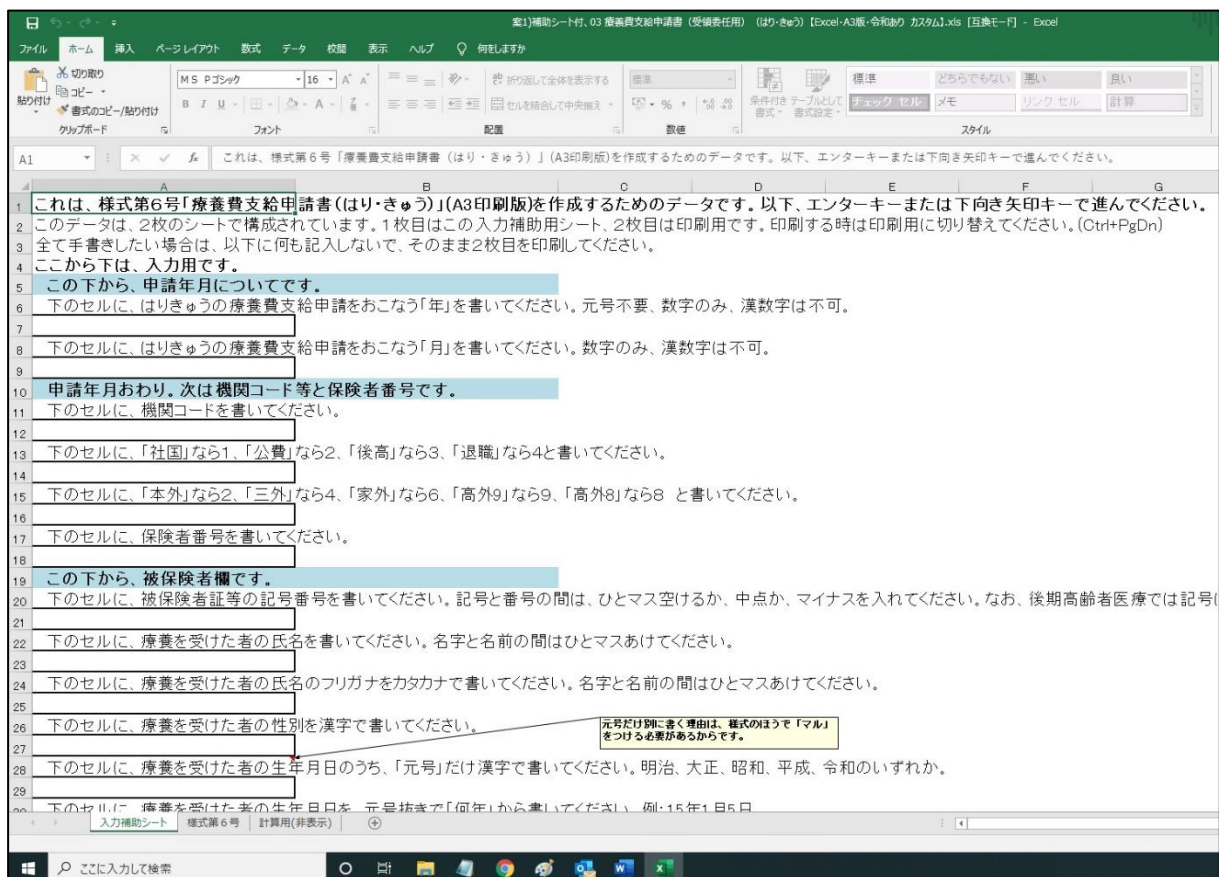 案1)補助シート付、03 療養費支給申請書（受領委任用） （はり・きゅう）【Excel・A3版・令和あり カスタム】.xls [互換モード] - Excel
ファイル ホーム 挿入 ページ レイアウト 数式 データ 校閲 表示 ヘルプ 何をしますか
切り取り
コピー
書式のコピー/貼り付け
貼り付け
クリップボード
ＭＳ Ｐゴシック 16
B I U
フォント
折り返して全体を表示する
セルを結合して中央揃え
配置
標準
数値
条件付き書式
テーブルとして書式設定
標準 どちらでもない 悪い 良い
チェック セル メモ リンク セル 計算
スタイル
A1 fx これは、様式第６号「療養費支給申請書（はり・きゅう）」(A3印刷版)を作成するためのデータです。以下、エンターキーまたは下向き矢印キーで進んでください。
A B C D E F G
1 これは、様式第６号「療養費支給申請書（はり・きゅう）」(A3印刷版)を作成するためのデータです。以下、エンターキーまたは下向き矢印キーで進んでください。
2 このデータは、２枚のシートで構成されています。１枚目はこの入力補助用シート、２枚目は印刷用です。印刷する時は印刷用に切り替えてください。(Ctrl+PgDn)
3 全て手書きしたい場合は、以下に何も記入しないで、そのまま２枚目を印刷してください。
4 ここから下は、入力用です。
5 この下から、申請年月についてです。
6 下のセルに、はりきゅうの療養費支給申請をおこなう「年」を書いてください。元号不要、数字のみ、漢数字は不可。
7
8 下のセルに、はりきゅうの療養費支給申請をおこなう「月」を書いてください。数字のみ、漢数字は不可。
9
10 申請年月おわり。次は機関コード等と保険者番号です。
11 下のセルに、機関コードを書いてください。
12
13 下のセルに、「社国」なら１、「公費」なら２、「後高」なら３、「退職」なら４と書いてください。
14
15 下のセルに、「本外」なら２、「三外」なら４、「家外」なら６、「高外９」なら９、「高外８」なら８ と書いてください。
16
17 下のセルに、保険者番号を書いてください。
18
19 この下から、被保険者欄です。
20 下のセルに、被保険者証等の記号番号を書いてください。記号と番号の間は、ひとマス空けるか、中点か、マイナスを入れてください。なお、後期高齢者医療では記号
21
22 下のセルに、療養を受けた者の氏名を書いてください。名字と名前の間はひとマスあけてください。
23
24 下のセルに、療養を受けた者の氏名のフリガナをカタカナで書いてください。名字と名前の間はひとマスあけてください。
25
26 下のセルに、療養を受けた者の性別を漢字で書いてください。
元号だけ別に書く理由は、様式のほうで「マル」
をつける必要があるからです。
27
28 下のセルに、療養を受けた者の生年月日のうち、「元号」だけ漢字で書いてください。明治、大正、昭和、平成、令和のいずれか。
29
下のセルに、療養を受けた者の生年月日を、元号抜きで「何年」から書いてください。例:１５年１月５日
入力補助シート 様式第６号 計算用(非表示)
ここに入力して検索